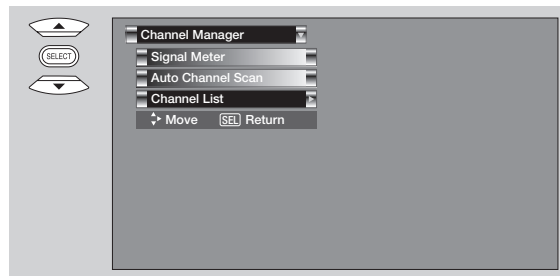 SELECT
Channel Manager
Signal Meter
Auto Channel Scan
Channel List
Move SEL Return